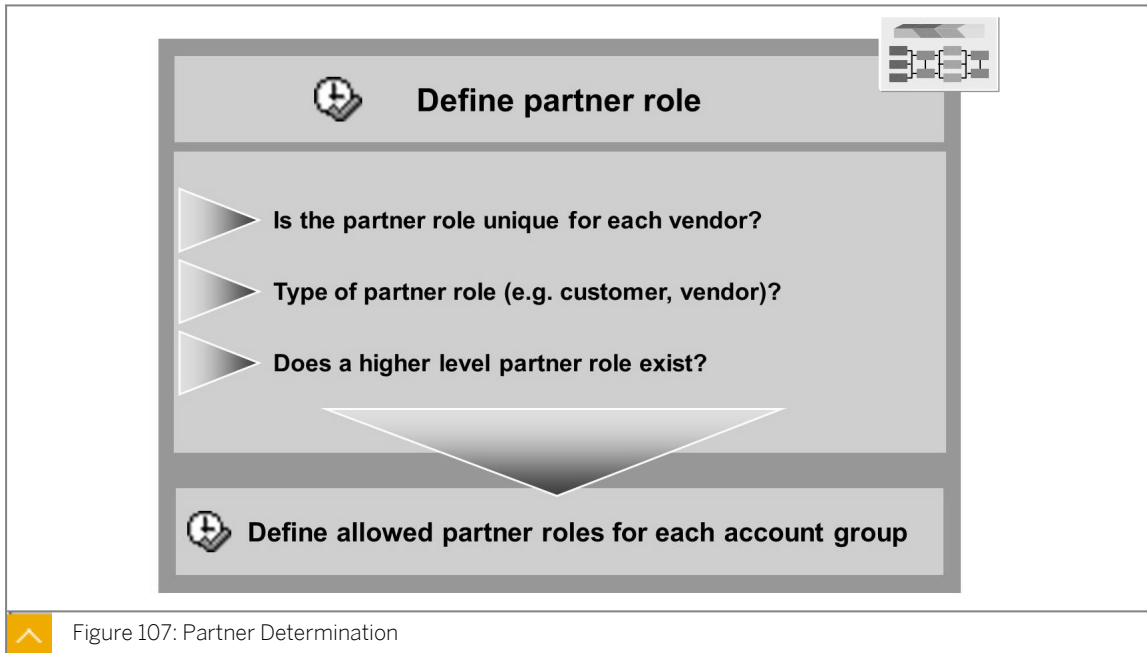 Define partner role
Is the partner role unique for each vendor?
Type of partner role (e.g. customer, vendor)?
Does a higher level partner role exist?
Define allowed partner roles for each account group
Figure 107: Partner Determination